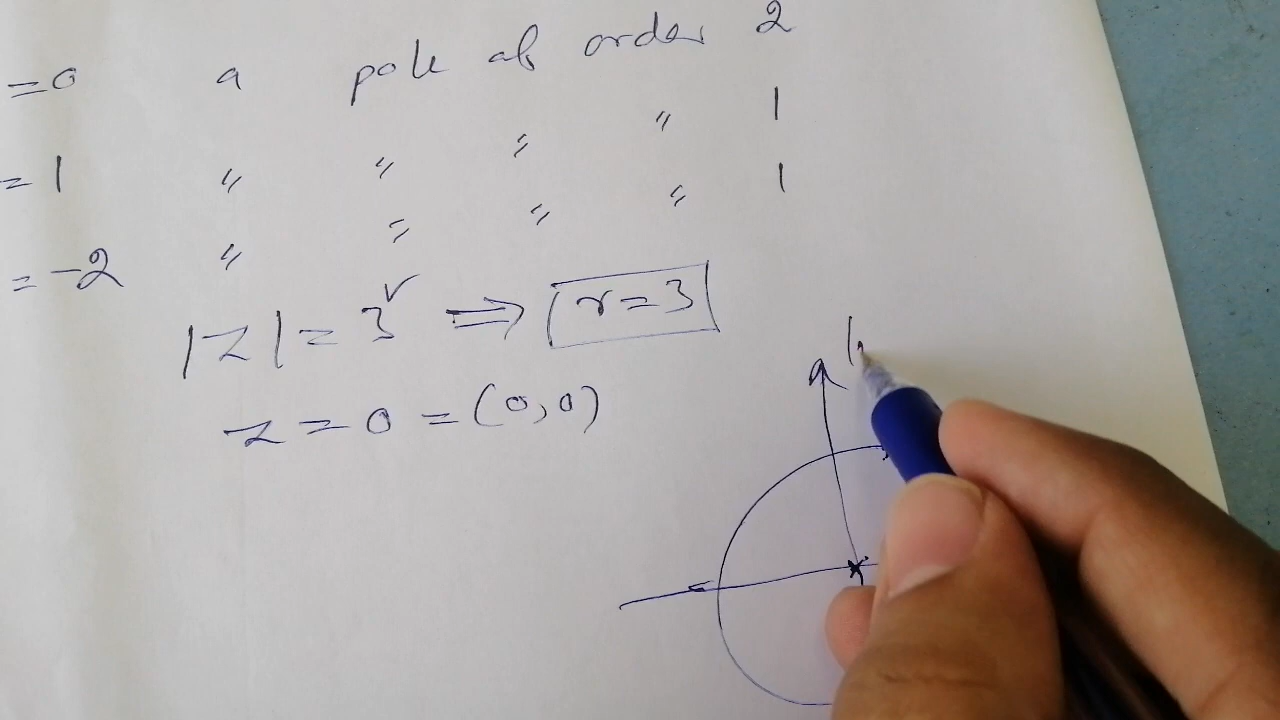 =0 a pole of order 2
=1 " " " " 1
=-2 " " " " 1
|z| = 3 ⟹ r=3
z = 0 = (0,0)